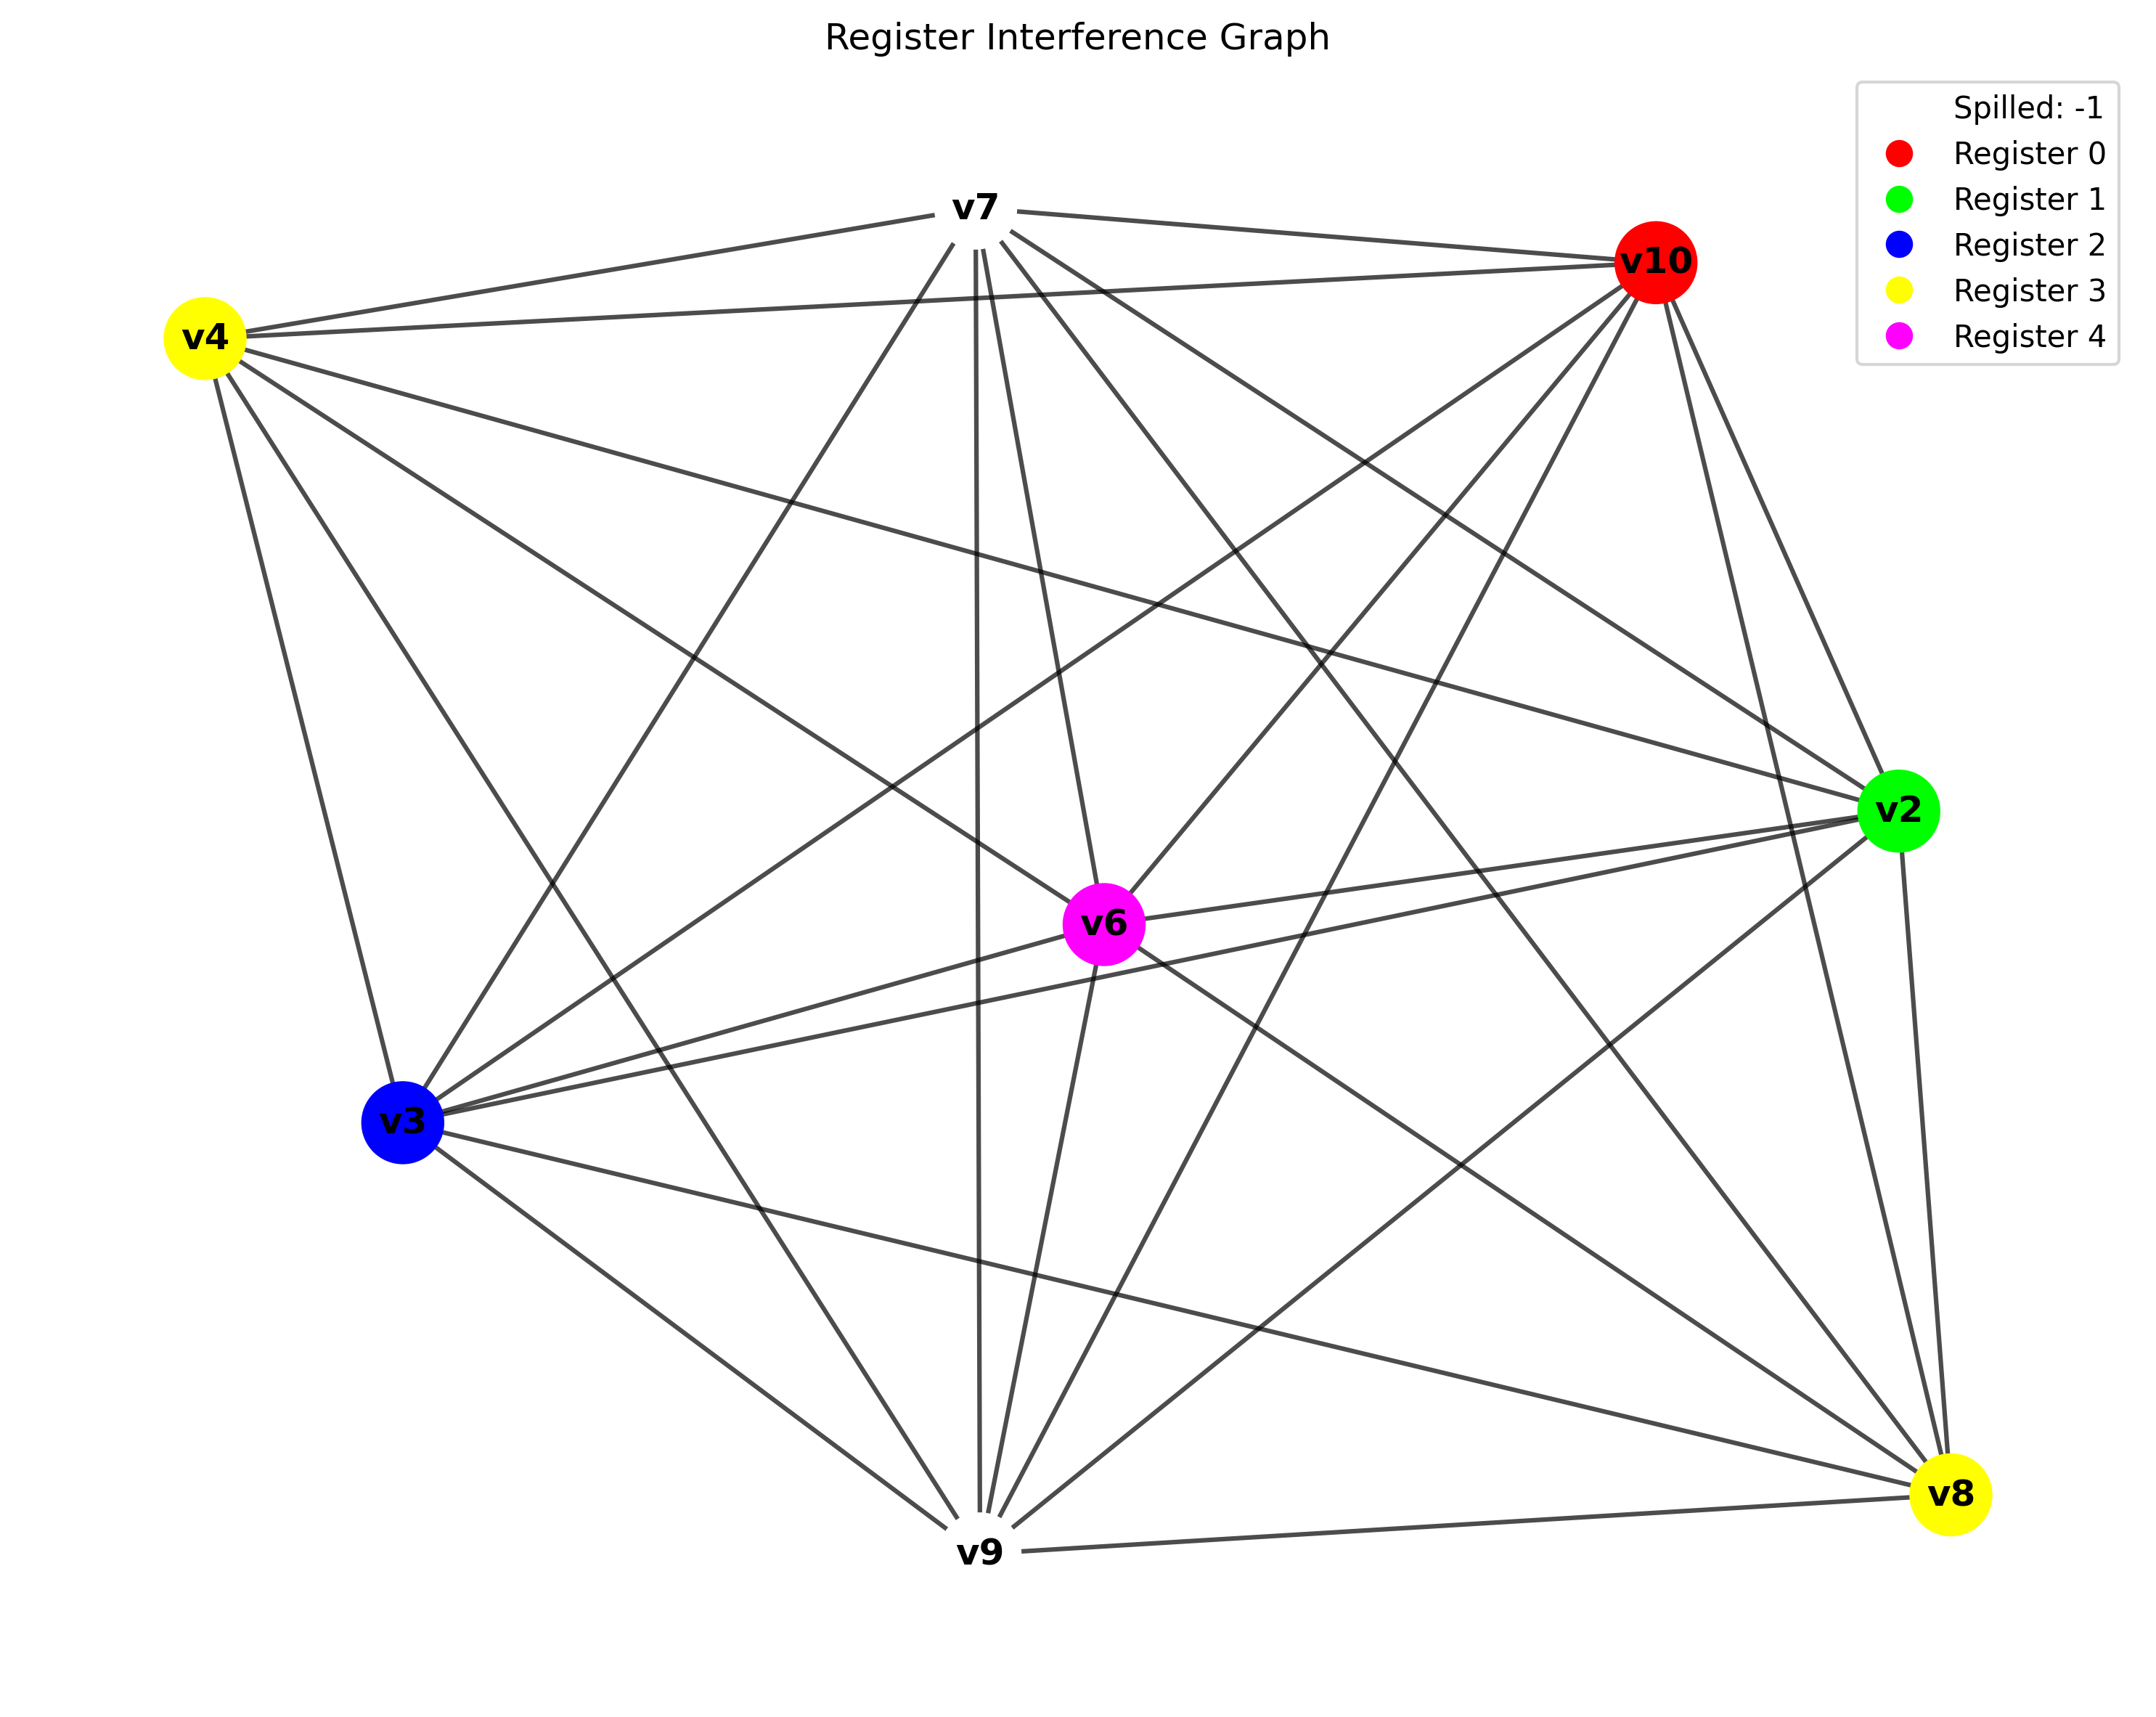 Register Interference Graph
Spilled: -1
Register 0
Register 1
Register 2
Register 3
Register 4
v7
v10
v4
v2
v6
v3
v8
v9